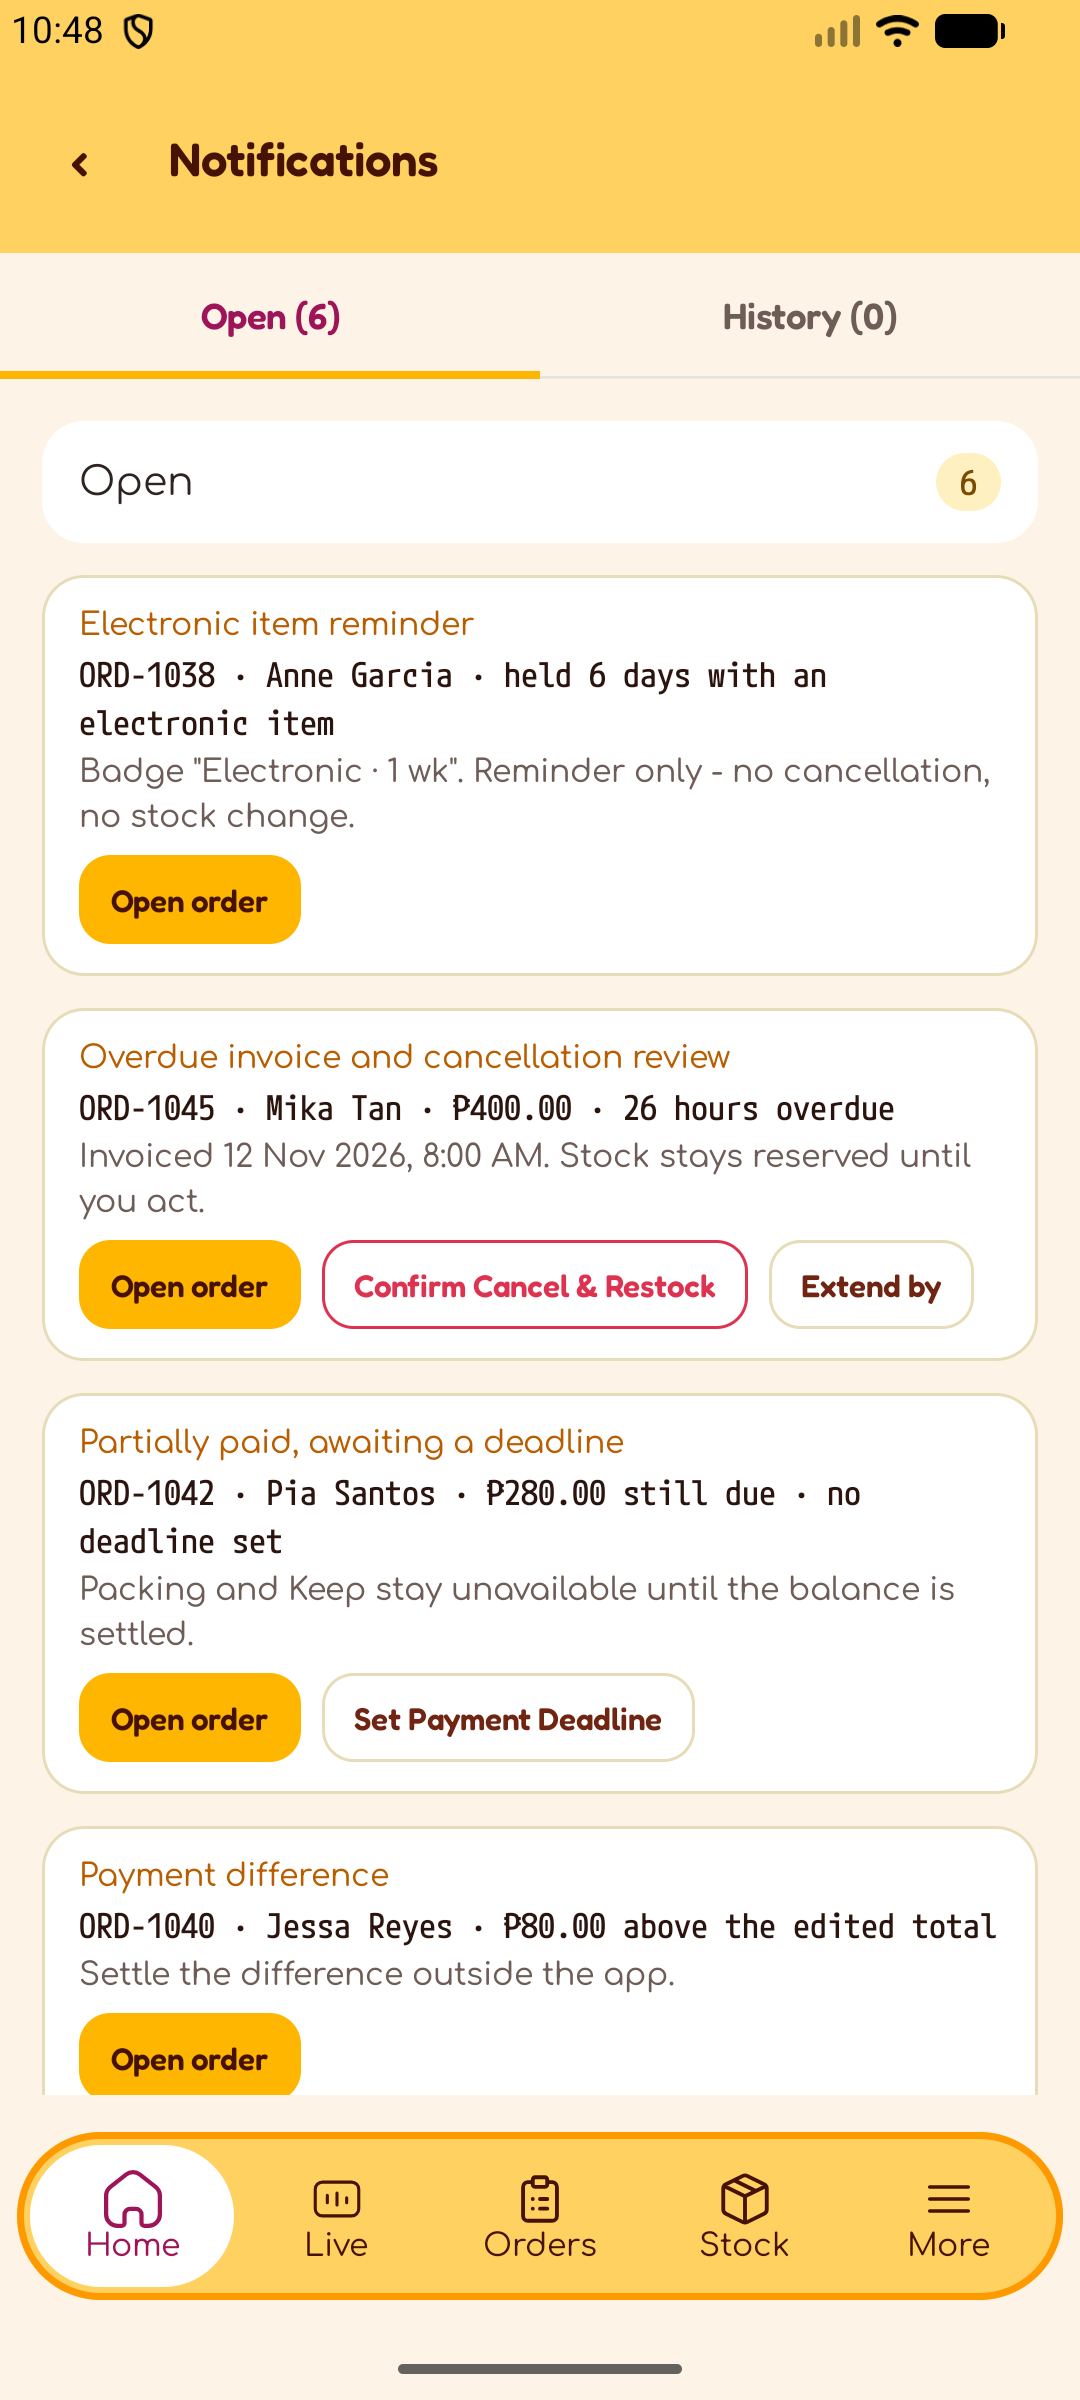 10:48
Notifications
Open (6)
History (0)
Open
6
Electronic item reminder
ORD-1038 · Anne Garcia · held 6 days with an
electronic item
Badge "Electronic · 1 wk". Reminder only - no cancellation,
no stock change.
Open order
Overdue invoice and cancellation review
ORD-1045 · Mika Tan · ₱400.00 · 26 hours overdue
Invoiced 12 Nov 2026, 8:00 AM. Stock stays reserved until
you act.
Open order
Confirm Cancel & Restock
Extend by
Partially paid, awaiting a deadline
ORD-1042 · Pia Santos · ₱280.00 still due · no
deadline set
Packing and Keep stay unavailable until the balance is
settled.
Open order
Set Payment Deadline
Payment difference
ORD-1040 · Jessa Reyes · ₱80.00 above the edited total
Settle the difference outside the app.
Open order
Home
Live
Orders
Stock
More